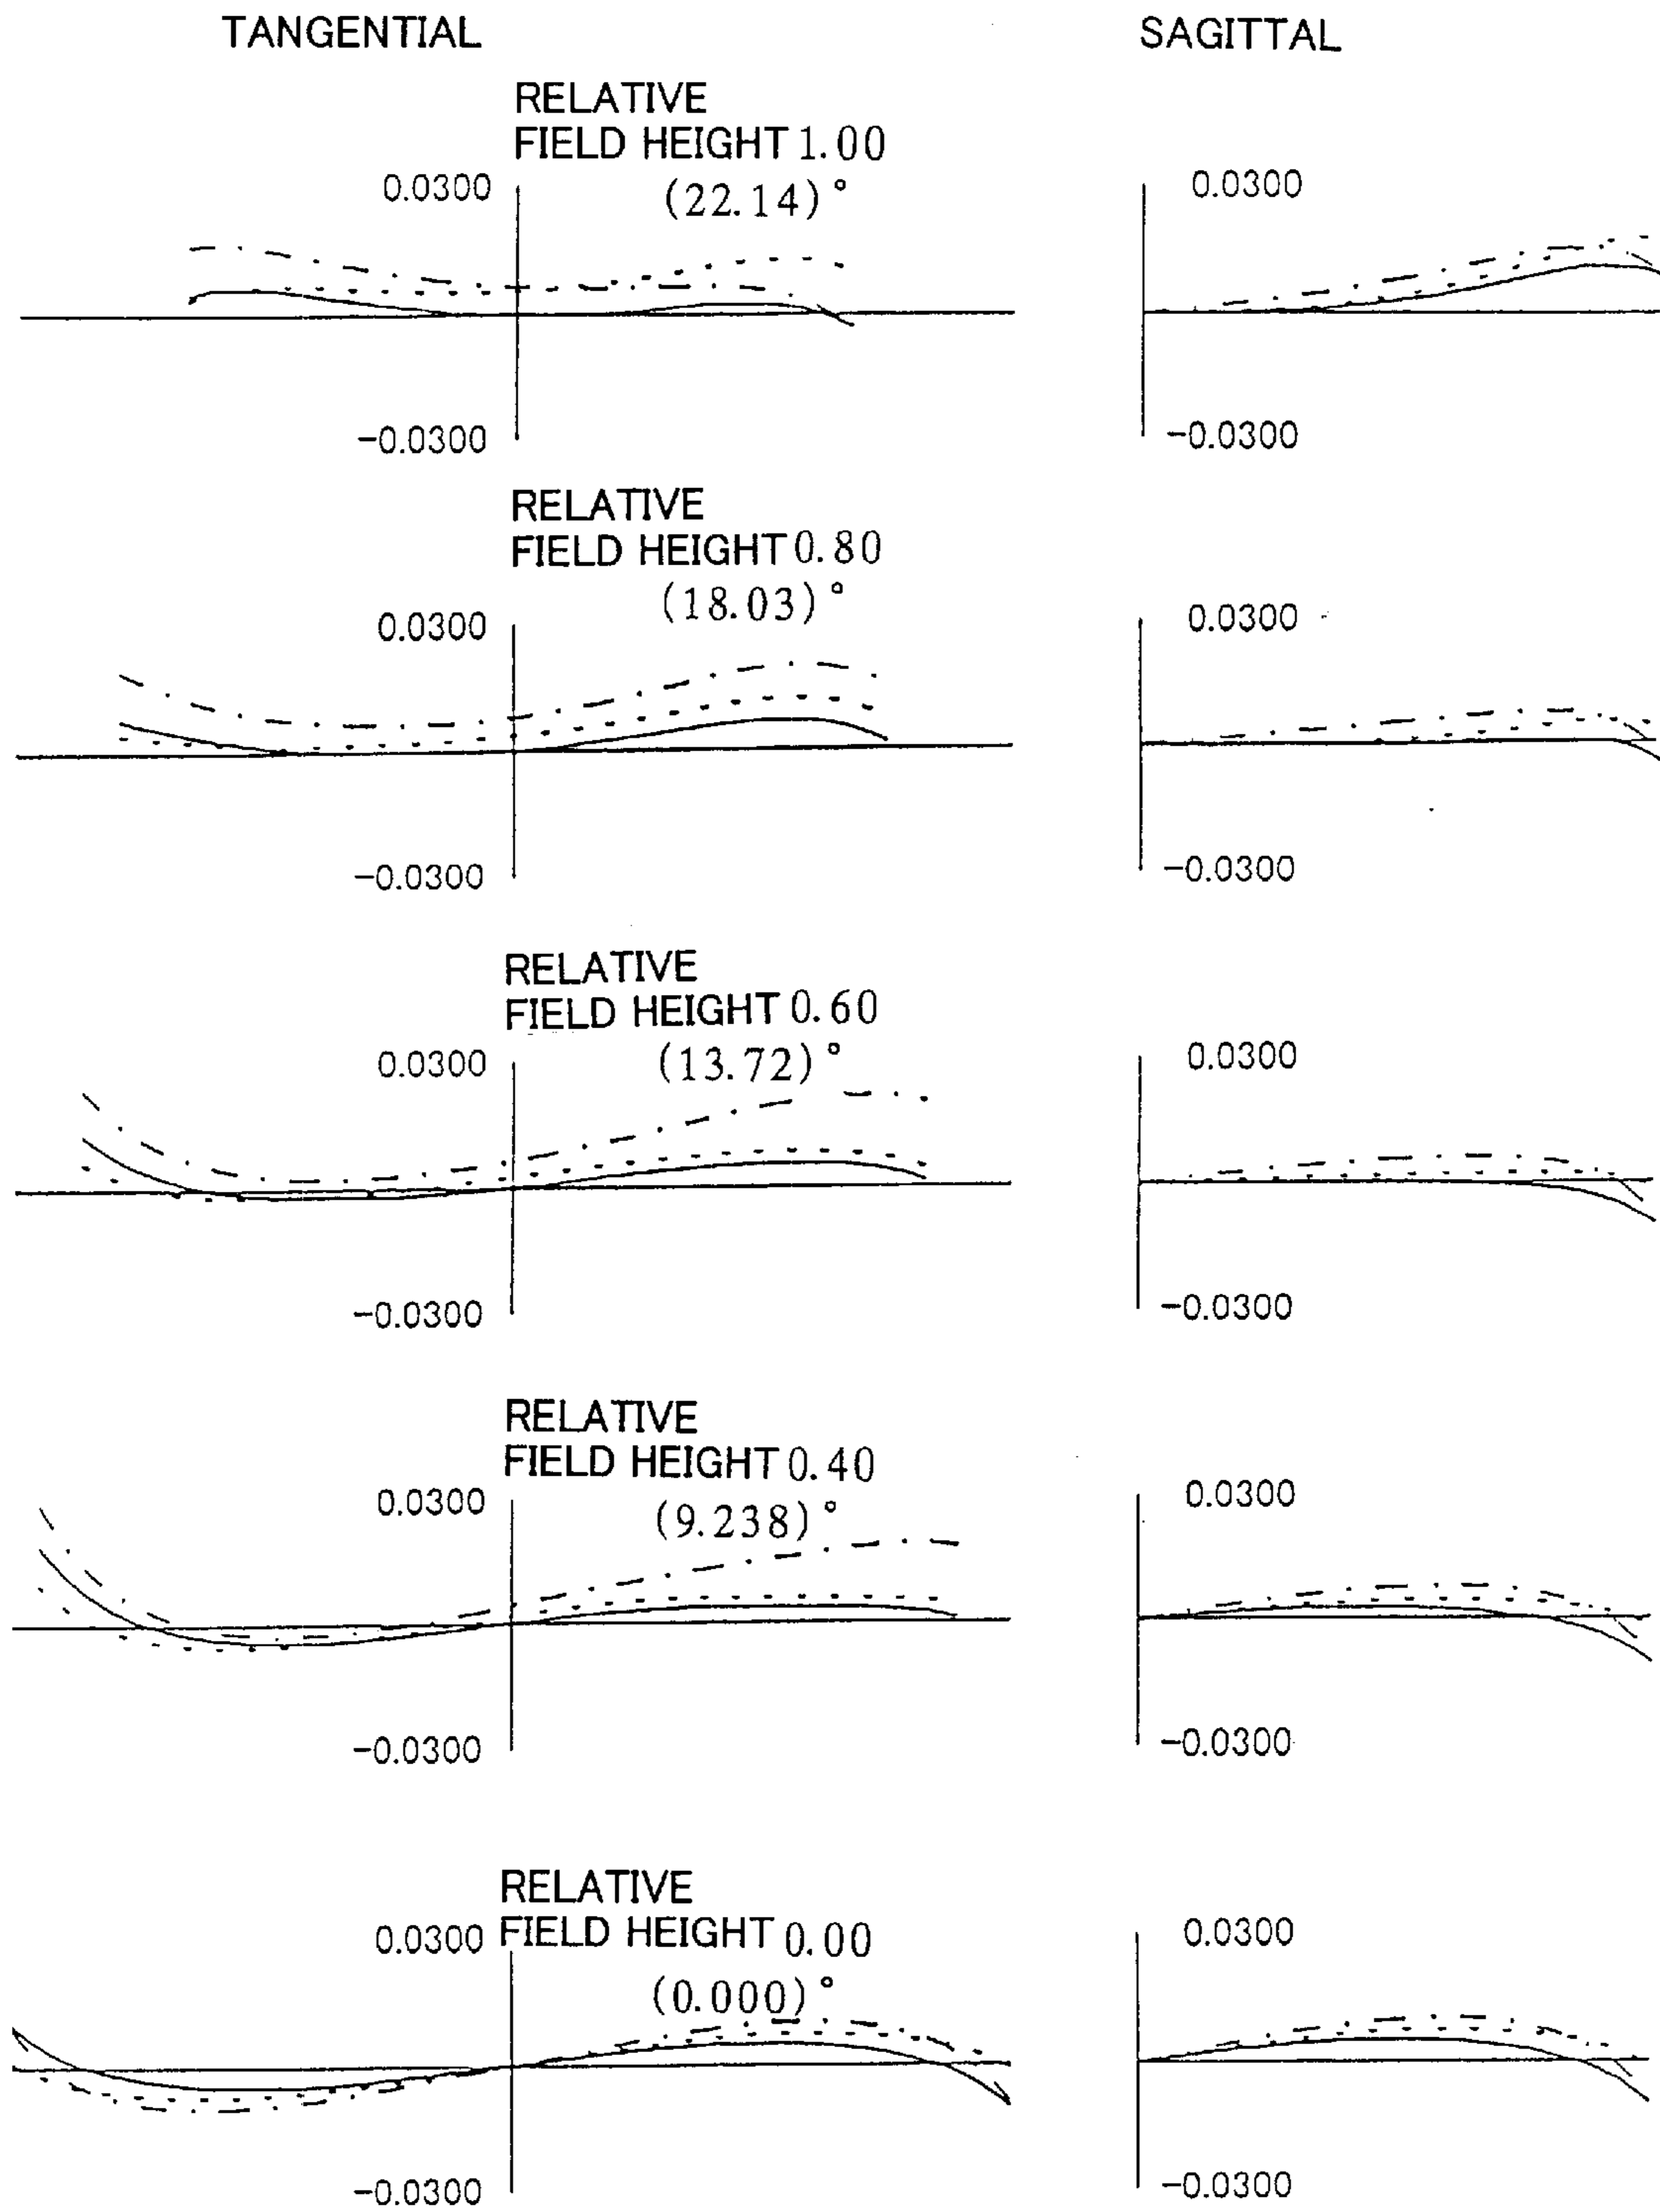 TANGENTIAL SAGITTAL
RELATIVE
FIELD HEIGHT 1.00
(22.14)°
0.0300 0.0300
-0.0300 -0.0300
RELATIVE
FIELD HEIGHT 0.80
(18.03)°
0.0300 0.0300
-0.0300 -0.0300
RELATIVE
FIELD HEIGHT 0.60
(13.72)°
0.0300 0.0300
-0.0300 -0.0300
RELATIVE
FIELD HEIGHT 0.40
(9.238)°
0.0300 0.0300
-0.0300 -0.0300
RELATIVE
FIELD HEIGHT 0.00
(0.000)°
0.0300 0.0300
-0.0300 -0.0300